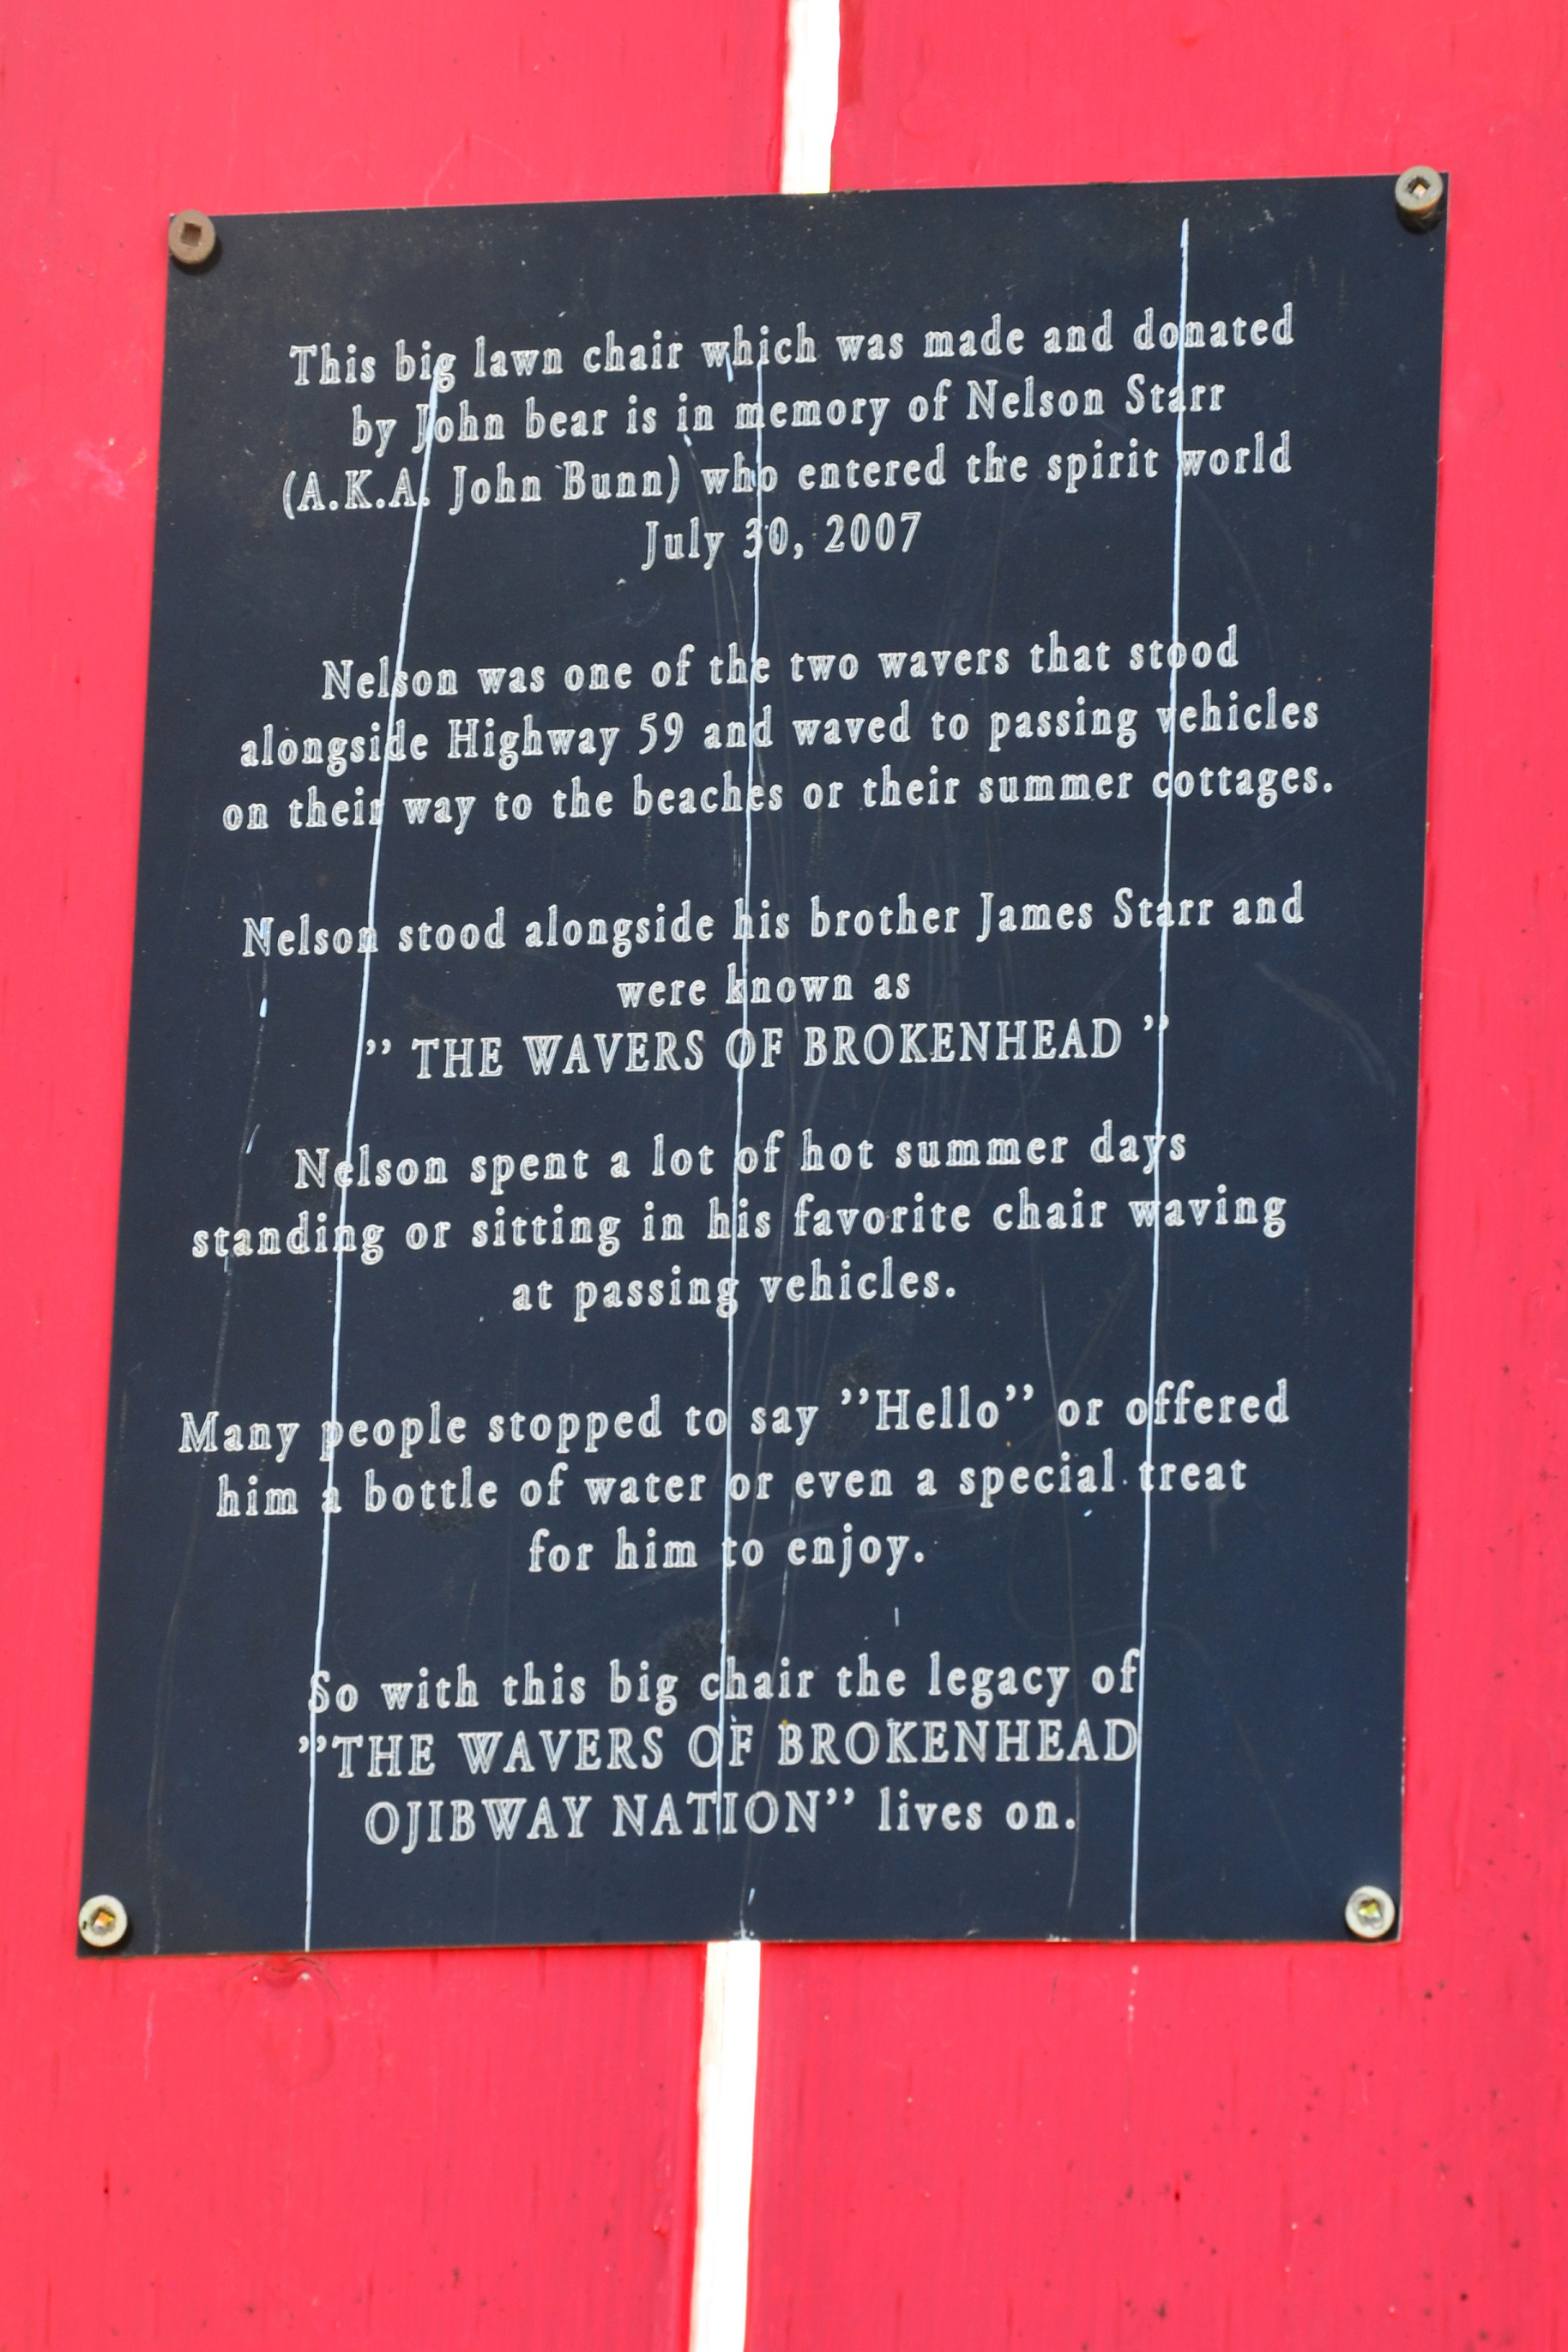 This big lawn chair which was made and donated
by John bear is in memory of Nelson Starr
(A.K.A. John Bunn) who entered the spirit world
July 30, 2007
Nelson was one of the two wavers that stood
alongside Highway 59 and waved to passing vehicles
on their way to the beaches or their summer cottages.
Nelson stood alongside his brother James Starr and
were known as
” THE WAVERS OF BROKENHEAD ”
Nelson spent a lot of hot summer days
standing or sitting in his favorite chair waving
at passing vehicles.
Many people stopped to say ”Hello” or offered
him a bottle of water or even a special treat
for him to enjoy.
So with this big chair the legacy of
”THE WAVERS OF BROKENHEAD
OJIBWAY NATION” lives on.